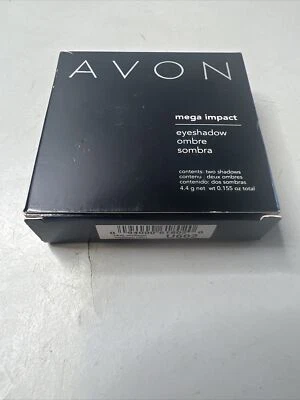 AVON
mega impact
eyeshadow
ombre
sombra
contents: two shadows
contenu : deux ombres
contenido: dos sombras
4.4 g net wt 0.155 oz total